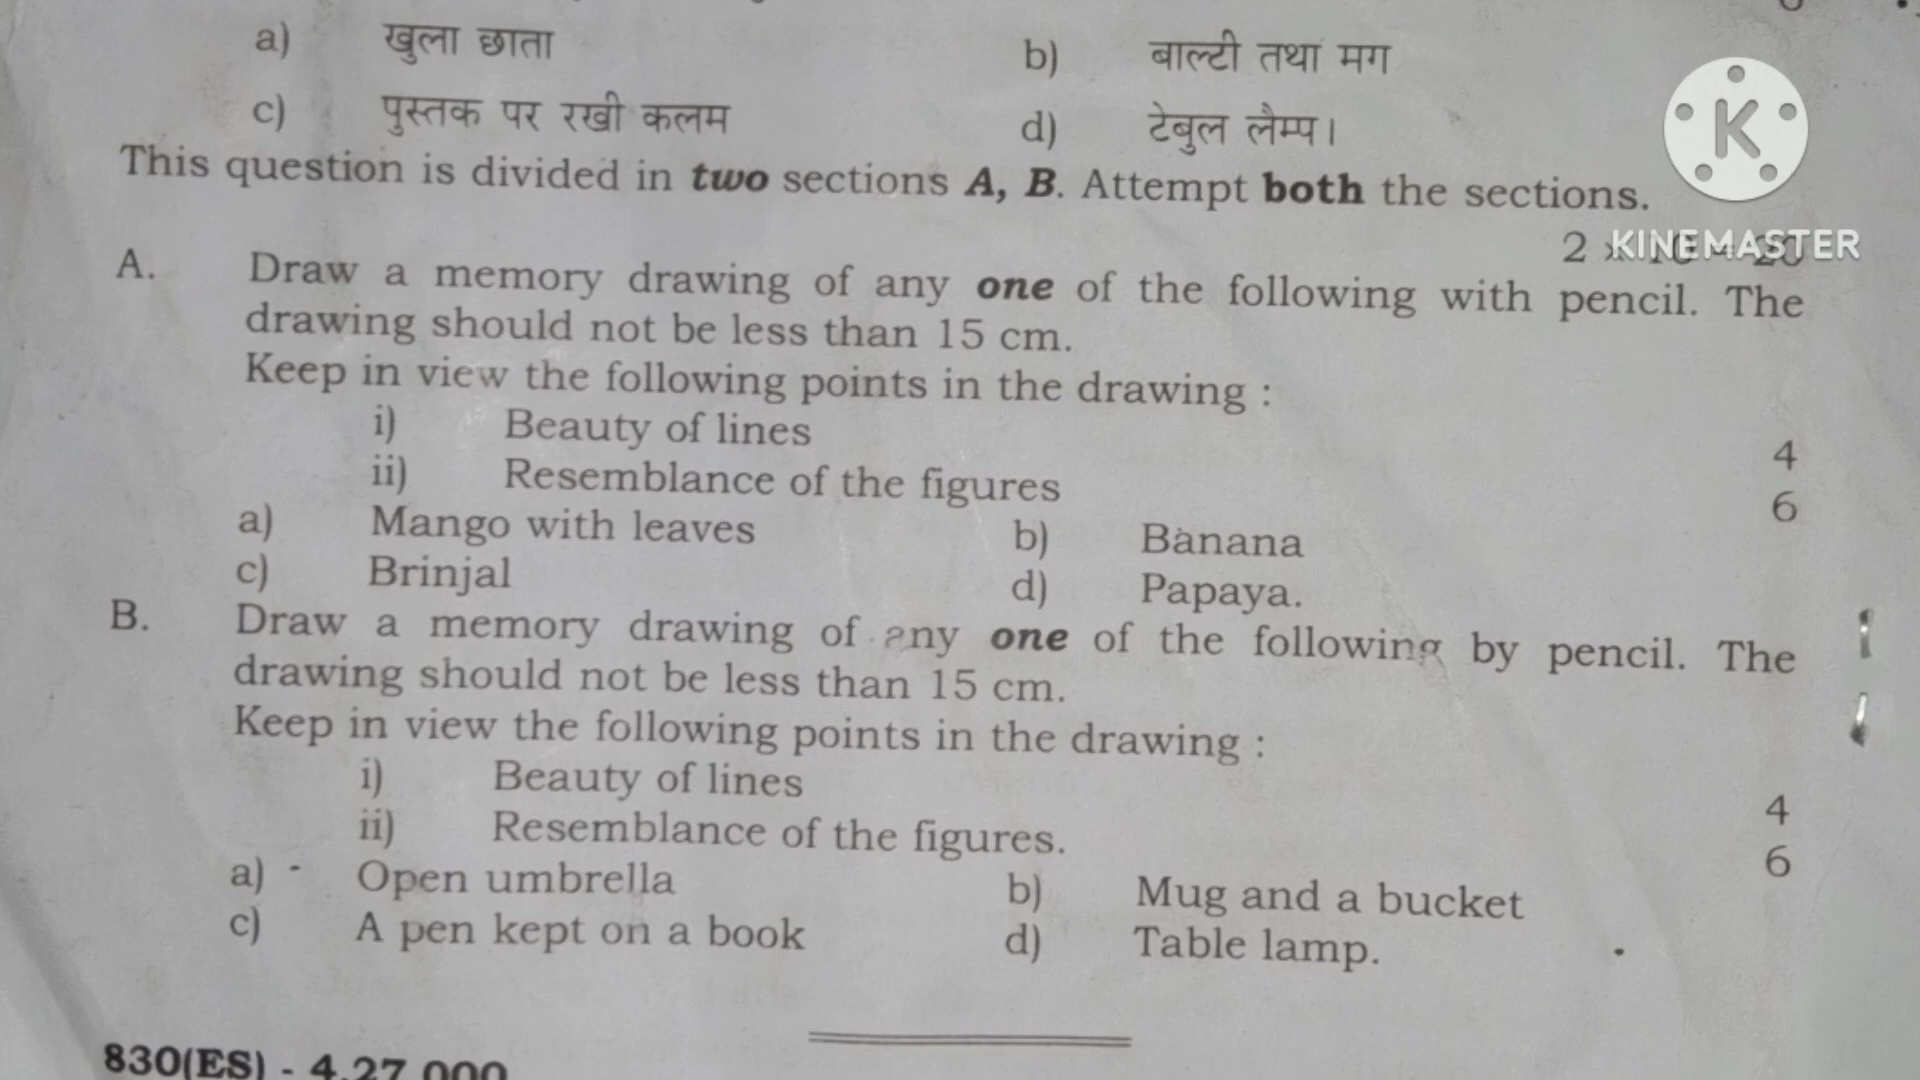 a) खुला छाता b) बाल्टी तथा मग
c) पुस्तक पर रखी कलम d) टेबुल लैम्प।
This question is divided in two sections A, B. Attempt both the sections.
2 × 10 = 20
KINEMASTER
A. Draw a memory drawing of any one of the following with pencil. The
drawing should not be less than 15 cm.
Keep in view the following points in the drawing :
i) Beauty of lines 4
ii) Resemblance of the figures 6
a) Mango with leaves b) Banana
c) Brinjal d) Papaya.
B. Draw a memory drawing of any one of the following by pencil. The
drawing should not be less than 15 cm.
Keep in view the following points in the drawing :
i) Beauty of lines 4
ii) Resemblance of the figures. 6
a) Open umbrella b) Mug and a bucket
c) A pen kept on a book d) Table lamp.
830(ES) - 4,27,000